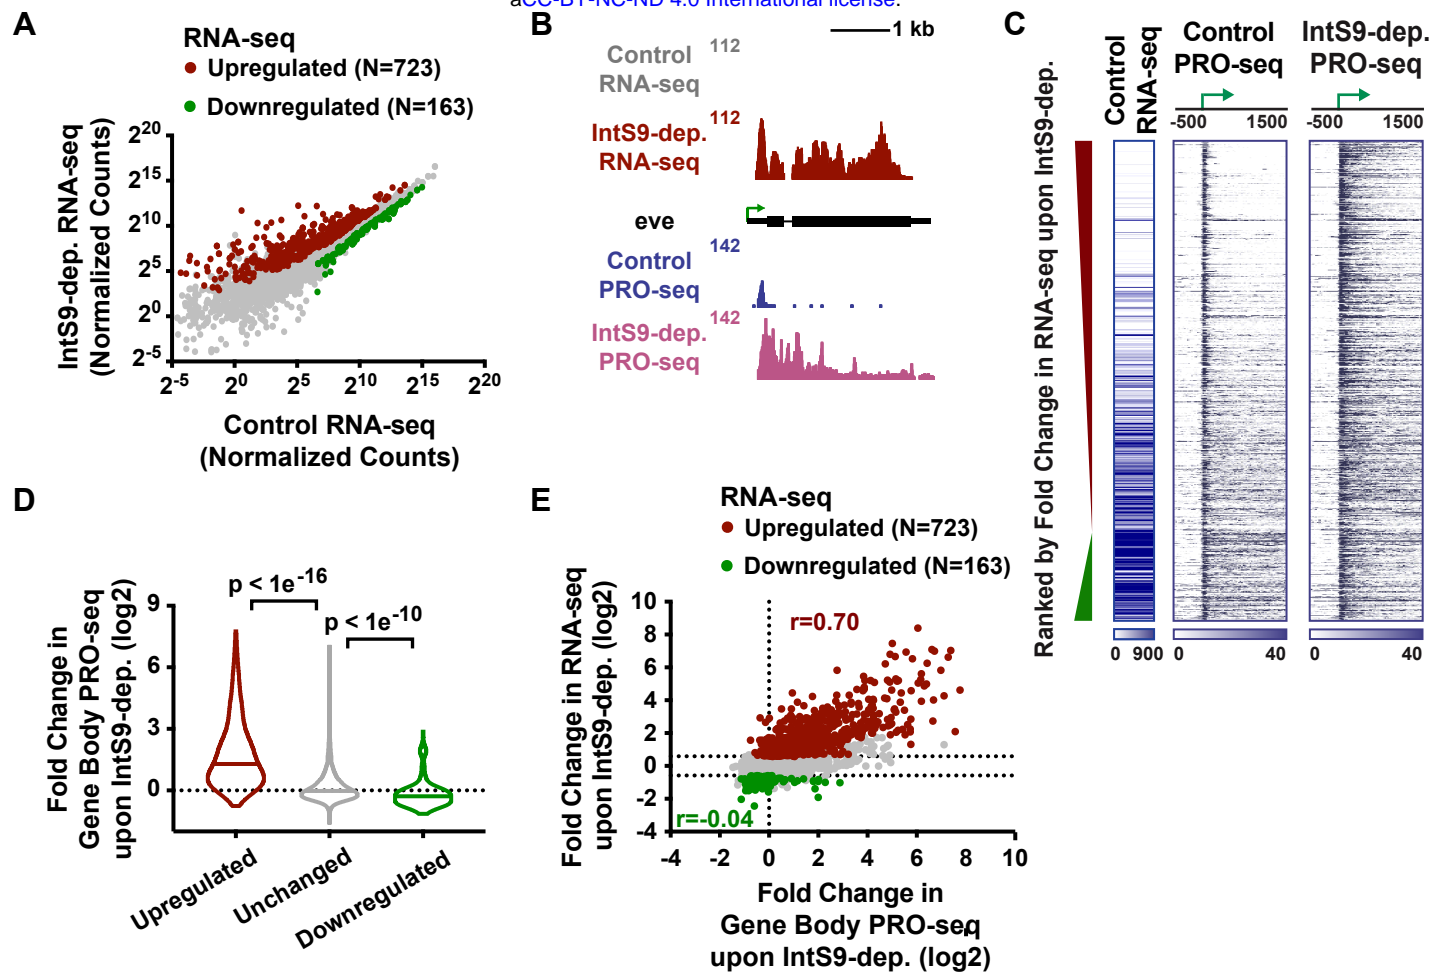 aCC-BY-NC-ND 4.0 International license.
A
RNA-seq
Upregulated (N=723)
Downregulated (N=163)
IntS9-dep. RNA-seq
(Normalized Counts)
2^20
2^15
2^10
2^5
2^0
2^-5
2^-5 2^0 2^5 2^10 2^15 2^20
Control RNA-seq
(Normalized Counts)
B
1 kb
Control 112
RNA-seq
IntS9-dep. 112
RNA-seq
eve
Control 142
PRO-seq
IntS9-dep. 142
PRO-seq
C
Ranked by Fold Change in RNA-seq upon IntS9-dep.
Control
RNA-seq
Control
PRO-seq
-500 1500
IntS9-dep.
PRO-seq
-500 1500
0 900
0 40
0 40
D
Fold Change in
Gene Body PRO-seq
upon IntS9-dep. (log2)
p < 1e^-16
p < 1e^-10
9
6
3
0
Upregulated
Unchanged
Downregulated
E
RNA-seq
Upregulated (N=723)
Downregulated (N=163)
Fold Change in RNA-seq
upon IntS9-dep. (log2)
r=0.70
r=-0.04
10
8
6
4
2
0
-2
-4
-4 -2 0 2 4 6 8 10
Fold Change in
Gene Body PRO-seq
upon IntS9-dep. (log2)